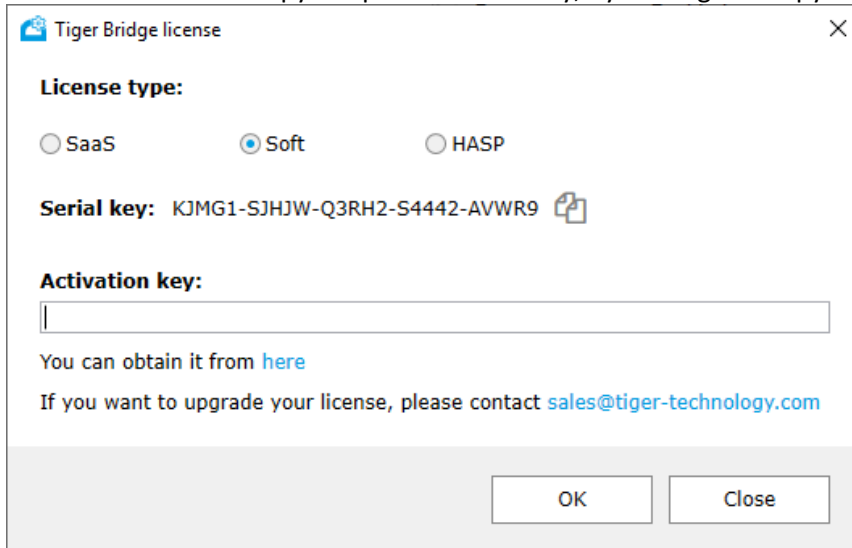 Tiger Bridge license
License type:
SaaS Soft HASP
Serial key: KJMG1-SJHJW-Q3RH2-S4442-AVWR9
Activation key:
You can obtain it from here
If you want to upgrade your license, please contact sales@tiger-technology.com
OK Close